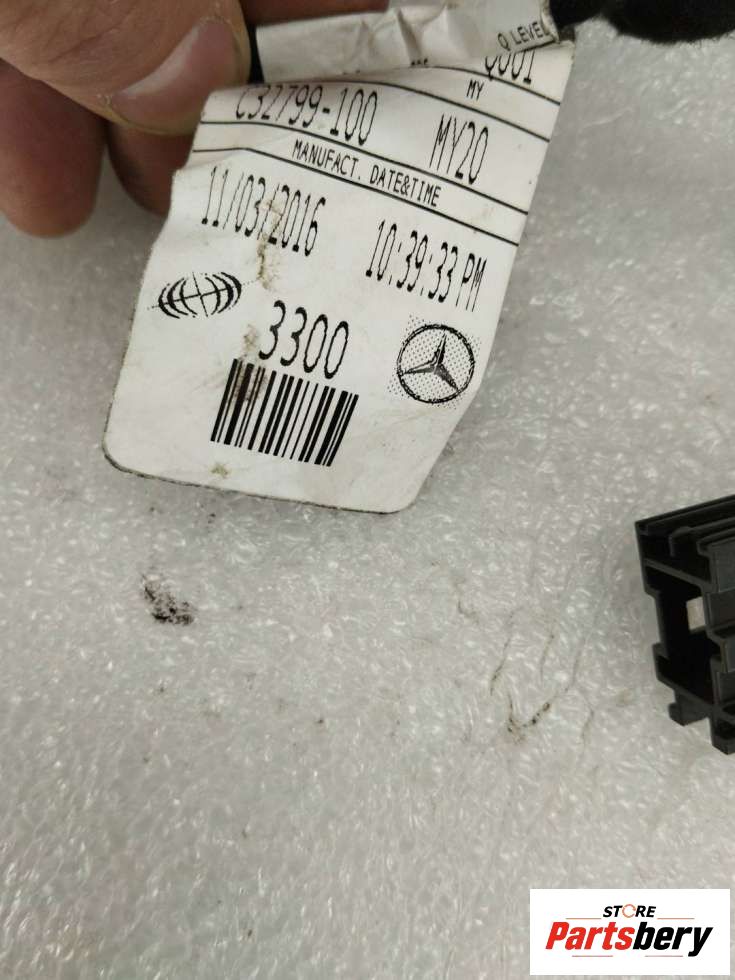 Q LEVEL
Q001
MY
C32799-100 MY20
MANUFACT. DATE&TIME
11/03/2016 10:39:33 PM
3300
STORE
Partsbery